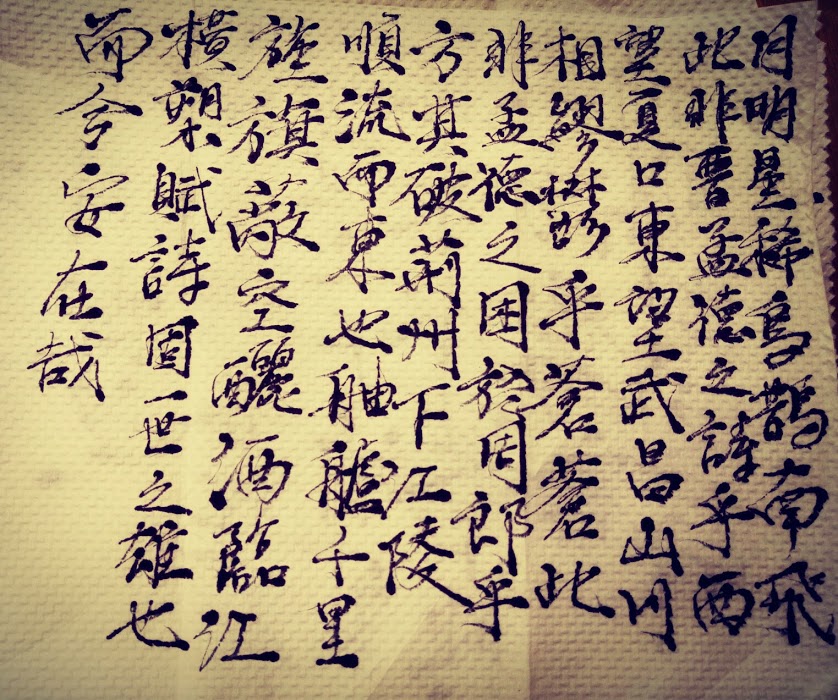 月明星稀烏鵲南飛
此非曹孟德之詩乎西
望夏口東望武昌山川
相繆鬱乎蒼蒼此
非孟德之困於周郎乎
方其破荊州下江陵
順流而東也舳艫千里
旌旗蔽空釃酒臨江
橫槊賦詩固一世之雄也
而今安在哉